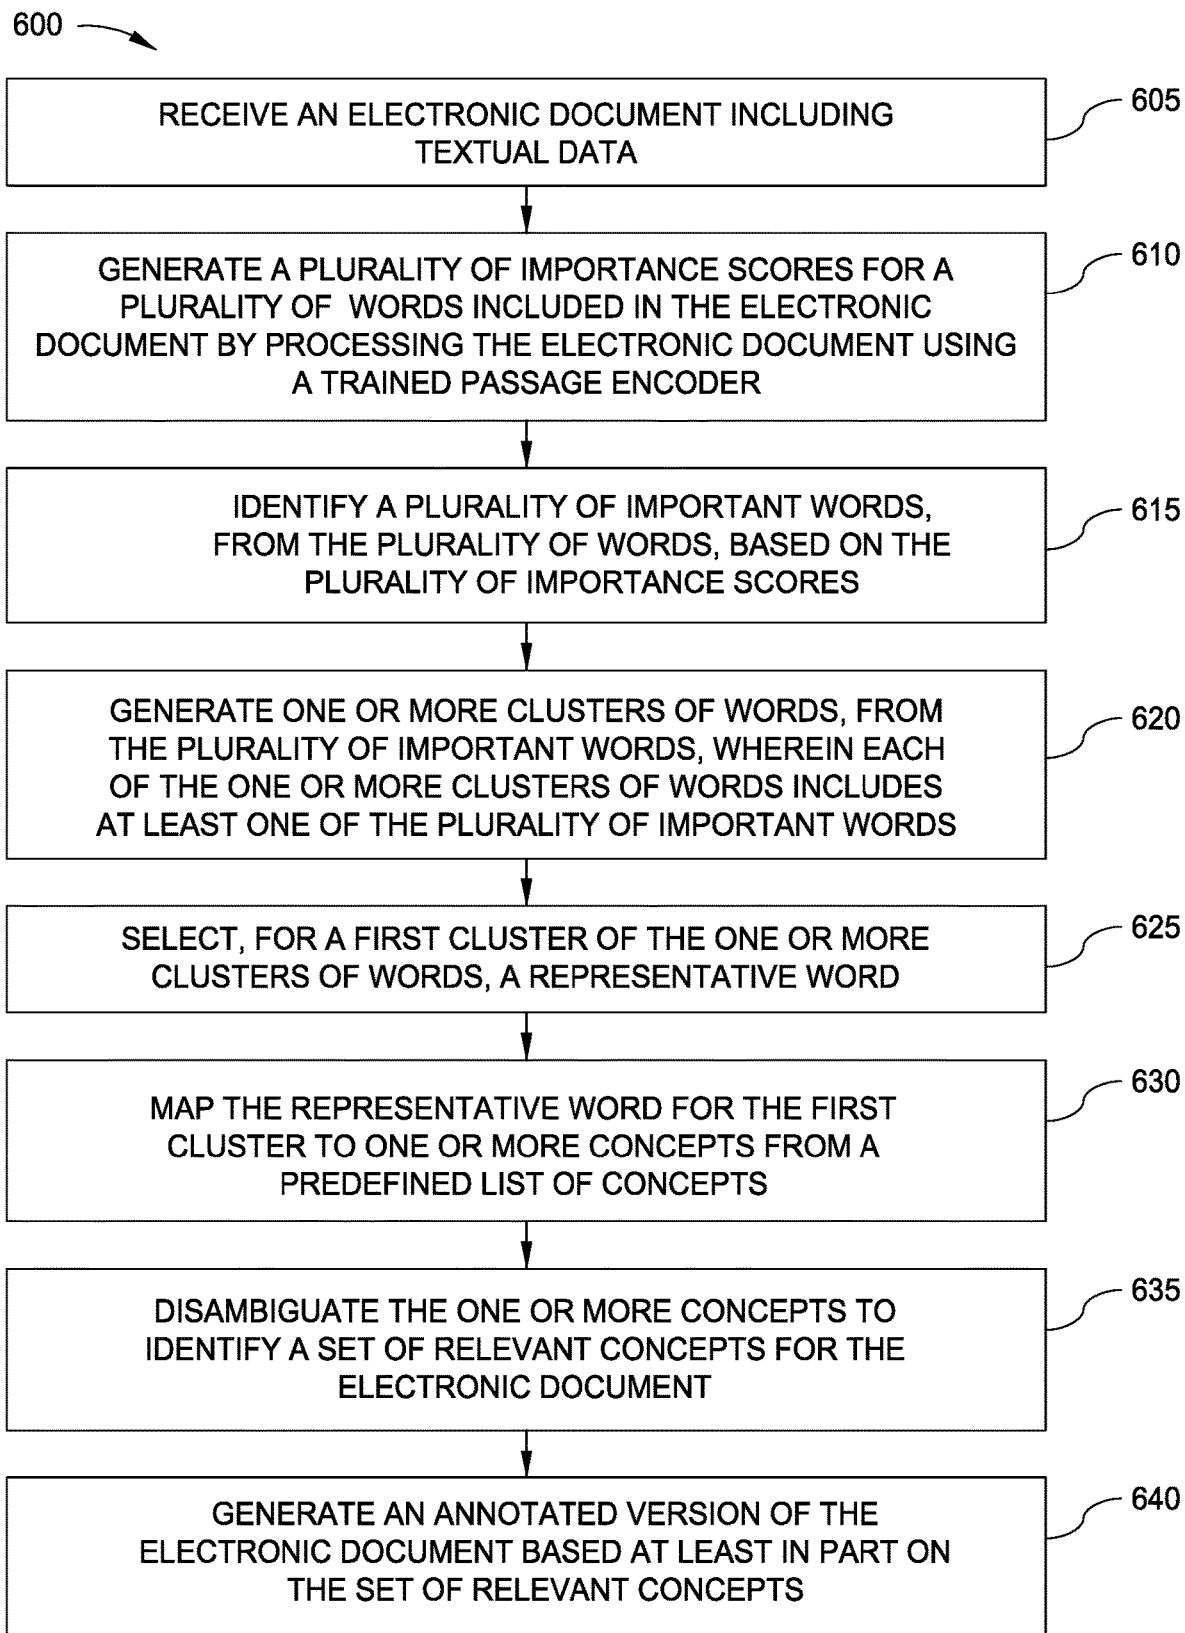 600
RECEIVE AN ELECTRONIC DOCUMENT INCLUDING
TEXTUAL DATA
605
GENERATE A PLURALITY OF IMPORTANCE SCORES FOR A
PLURALITY OF WORDS INCLUDED IN THE ELECTRONIC
DOCUMENT BY PROCESSING THE ELECTRONIC DOCUMENT USING
A TRAINED PASSAGE ENCODER
610
IDENTIFY A PLURALITY OF IMPORTANT WORDS,
FROM THE PLURALITY OF WORDS, BASED ON THE
PLURALITY OF IMPORTANCE SCORES
615
GENERATE ONE OR MORE CLUSTERS OF WORDS, FROM
THE PLURALITY OF IMPORTANT WORDS, WHEREIN EACH
OF THE ONE OR MORE CLUSTERS OF WORDS INCLUDES
AT LEAST ONE OF THE PLURALITY OF IMPORTANT WORDS
620
SELECT, FOR A FIRST CLUSTER OF THE ONE OR MORE
CLUSTERS OF WORDS, A REPRESENTATIVE WORD
625
MAP THE REPRESENTATIVE WORD FOR THE FIRST
CLUSTER TO ONE OR MORE CONCEPTS FROM A
PREDEFINED LIST OF CONCEPTS
630
DISAMBIGUATE THE ONE OR MORE CONCEPTS TO
IDENTIFY A SET OF RELEVANT CONCEPTS FOR THE
ELECTRONIC DOCUMENT
635
GENERATE AN ANNOTATED VERSION OF THE
ELECTRONIC DOCUMENT BASED AT LEAST IN PART ON
THE SET OF RELEVANT CONCEPTS
640